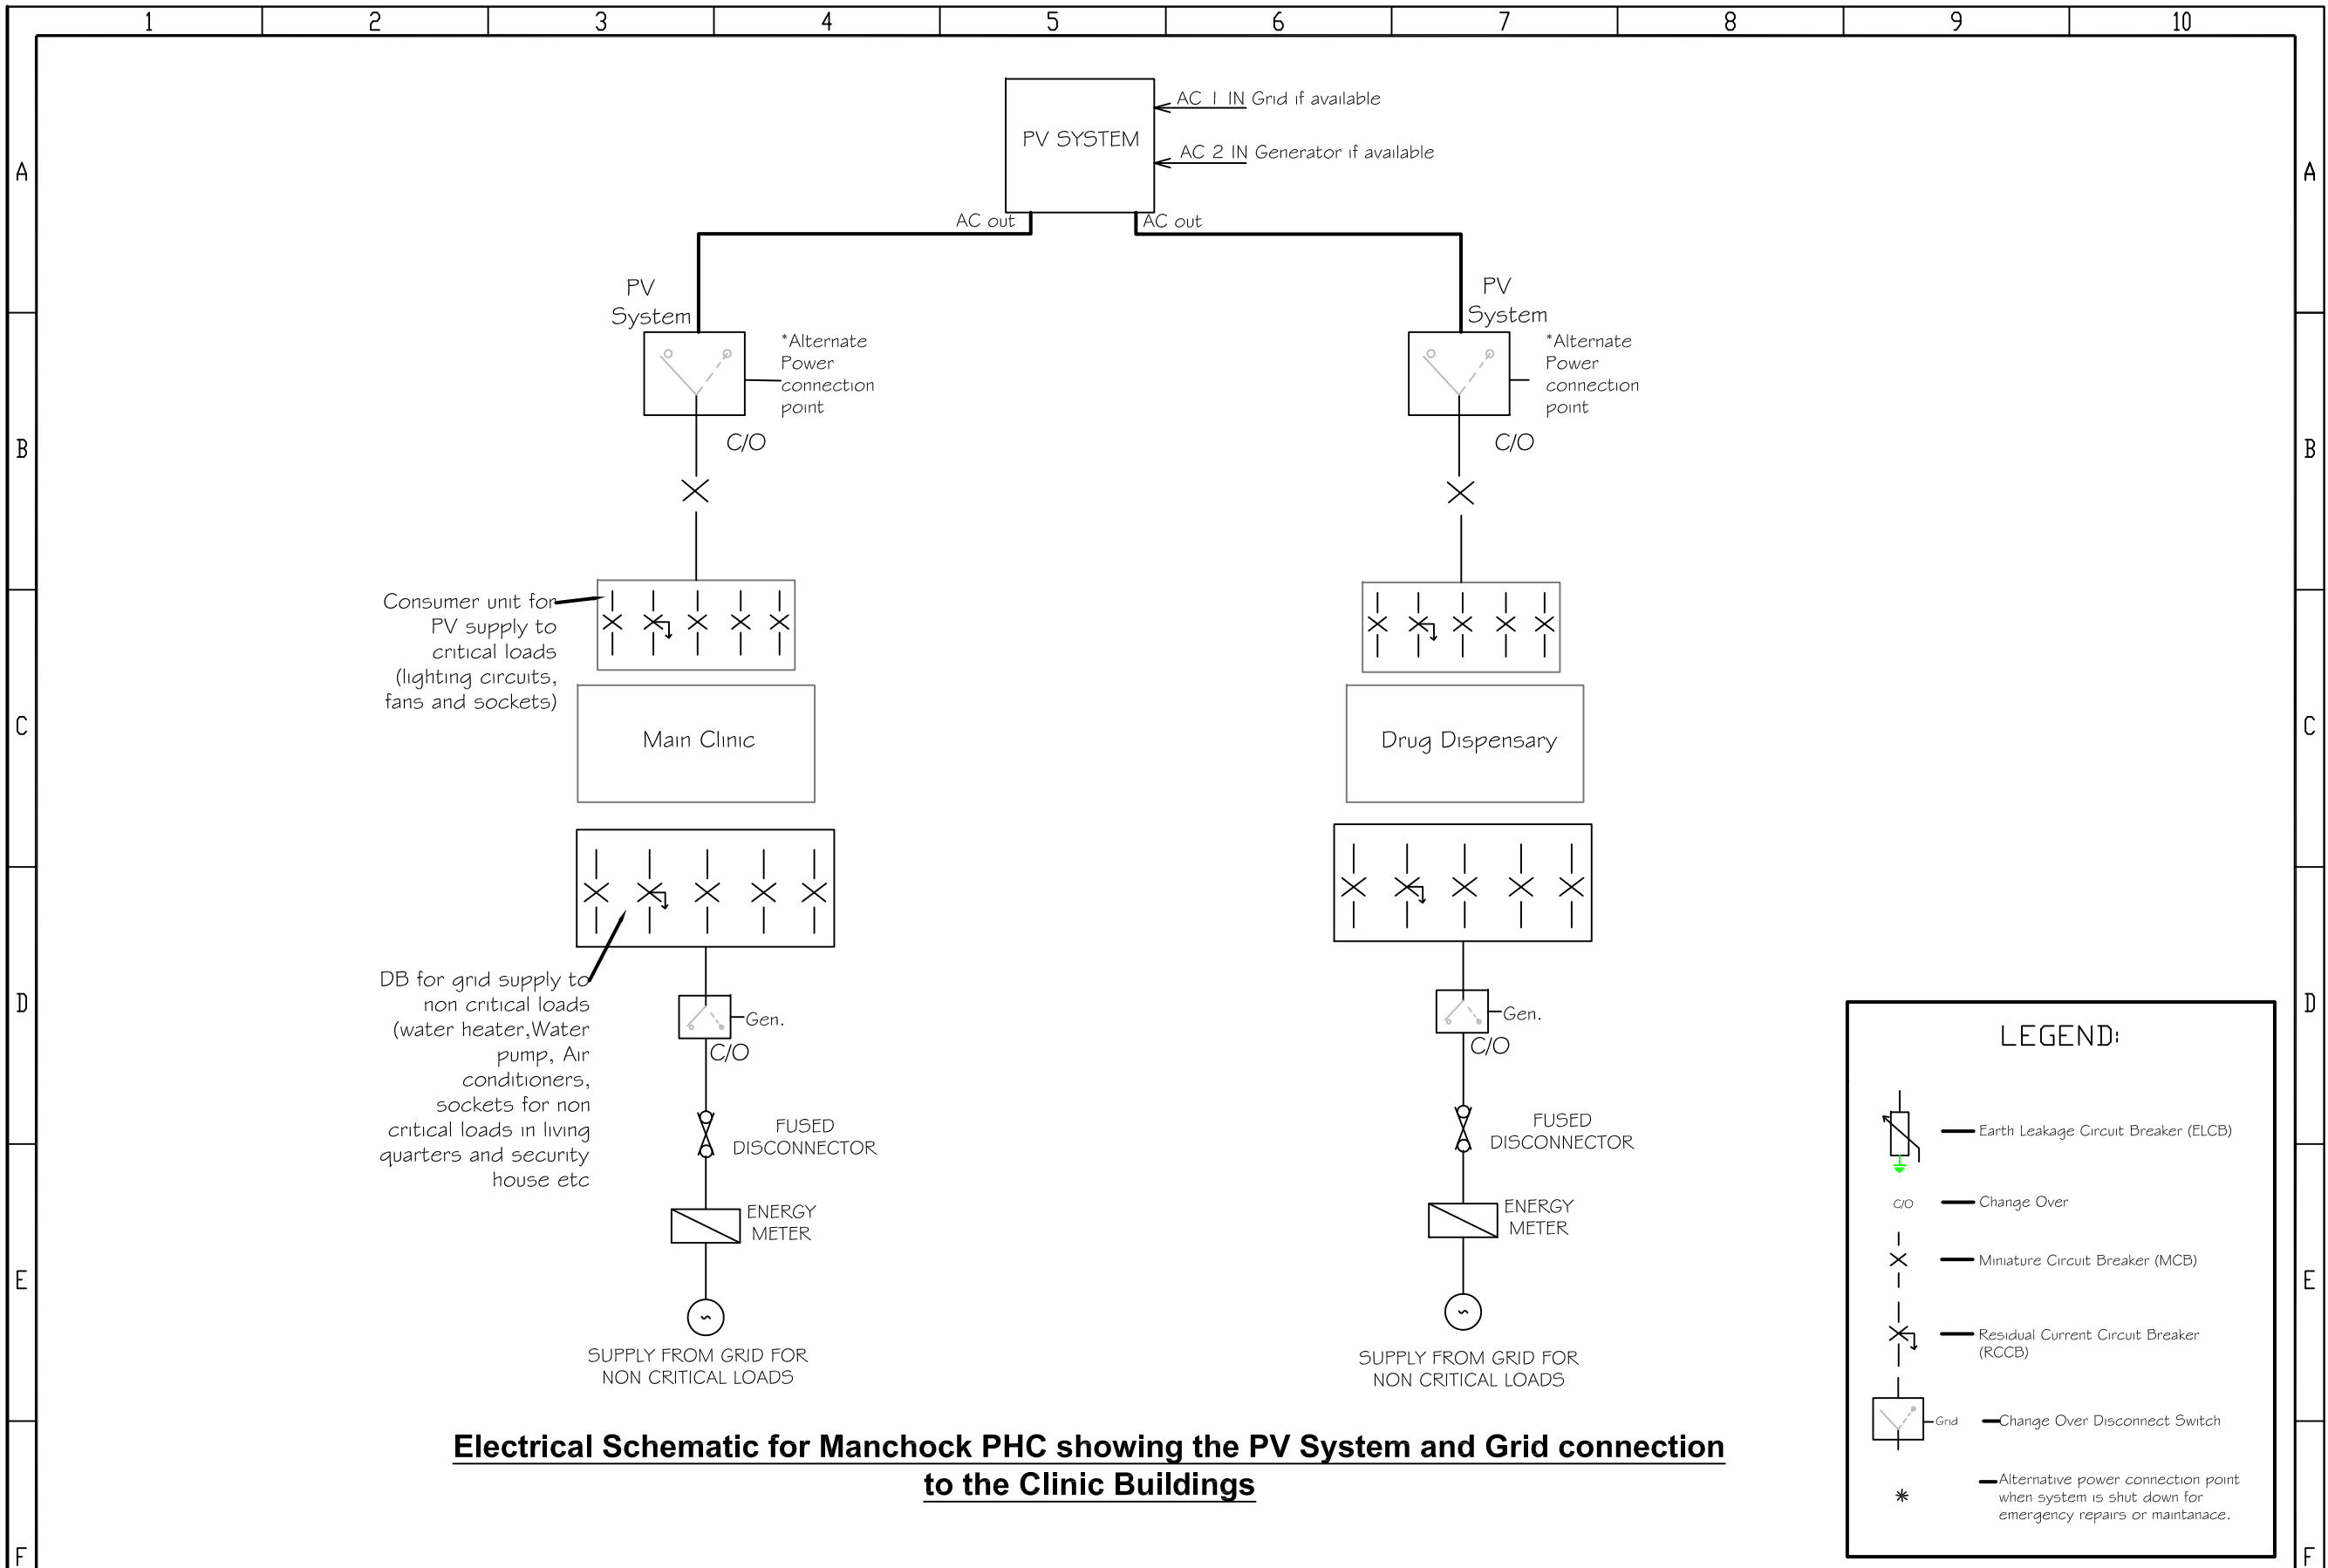 1 2 3 4 5 6 7 8 9 10
A A
B B
C C
D D
E E
F F
PV SYSTEM
AC 1 IN Grid if available
AC 2 IN Generator if available
AC out
AC out
PV
System
*Alternate
Power
connection
point
C/O
PV
System
*Alternate
Power
connection
point
C/O
Consumer unit for
PV supply to
critical loads
(lighting circuits,
fans and sockets)
Main Clinic
Drug Dispensary
DB for grid supply to
non critical loads
(water heater,Water
pump, Air
conditioners,
sockets for non
critical loads in living
quarters and security
house etc
Gen.
C/O
FUSED
DISCONNECTOR
ENERGY
METER
SUPPLY FROM GRID FOR
NON CRITICAL LOADS
Gen.
C/O
FUSED
DISCONNECTOR
ENERGY
METER
SUPPLY FROM GRID FOR
NON CRITICAL LOADS
LEGEND:
Earth Leakage Circuit Breaker (ELCB)
C/O Change Over
Miniature Circuit Breaker (MCB)
Residual Current Circuit Breaker
(RCCB)
Grid Change Over Disconnect Switch
* Alternative power connection point
when system is shut down for
emergency repairs or maintanace.
Electrical Schematic for Manchock PHC showing the PV System and Grid connection
to the Clinic Buildings